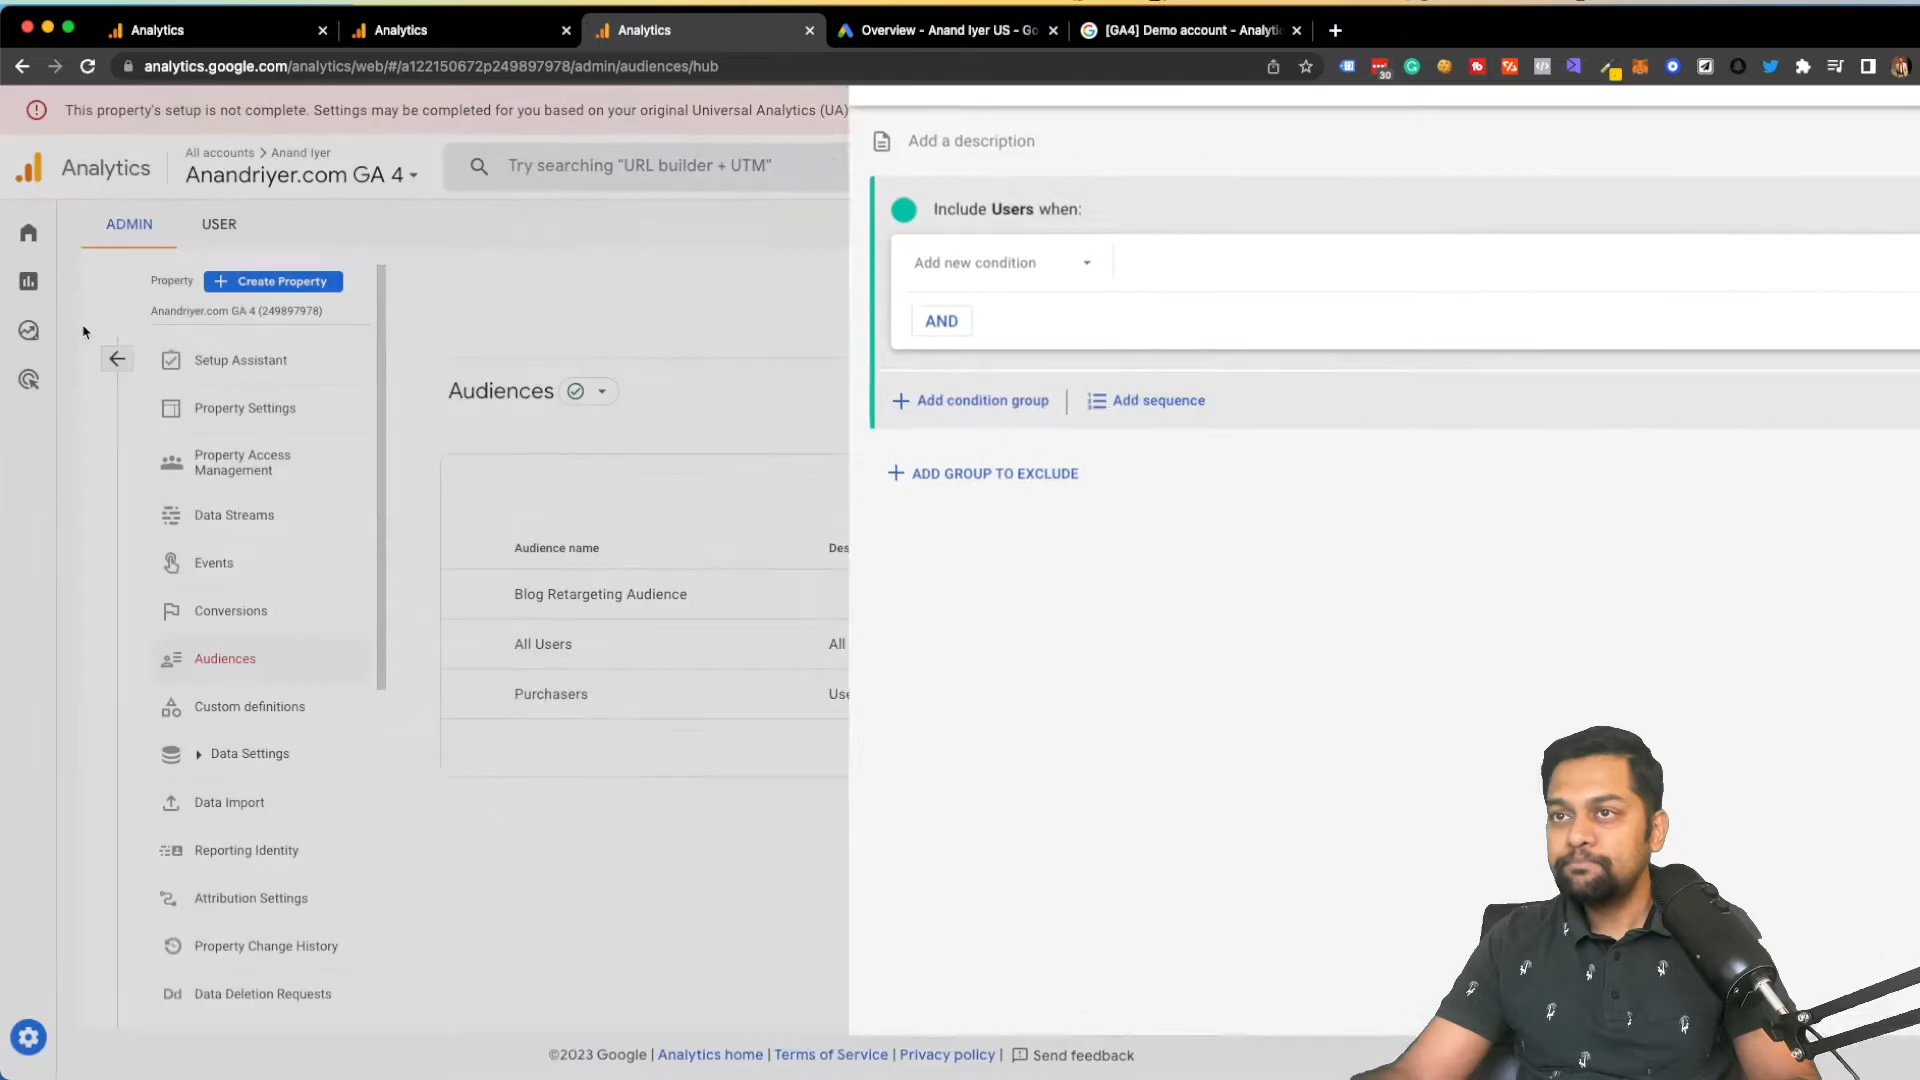 Analytics
Analytics
Analytics
Overview - Anand Iyer US - Go
[GA4] Demo account - Analytic
analytics.google.com/analytics/web/#/a122150672p249897978/admin/audiences/hub
30
This property's setup is not complete. Settings may be completed for you based on your original Universal Analytics (UA)
Analytics
All accounts > Anand Iyer
Anandriyer.com GA 4
Try searching "URL builder + UTM"
ADMIN
USER
Property
Create Property
Anandriyer.com GA 4 (249897978)
Setup Assistant
Property Settings
Property Access
Management
Data Streams
Events
Conversions
Audiences
Custom definitions
Data Settings
Data Import
Reporting Identity
Attribution Settings
Property Change History
Dd Data Deletion Requests
Audiences
Audience name
Des
Blog Retargeting Audience
All Users
All
Purchasers
Use
Add a description
Include Users when:
Add new condition
AND
Add condition group
Add sequence
ADD GROUP TO EXCLUDE
©2023 Google | Analytics home | Terms of Service | Privacy policy | Send feedback